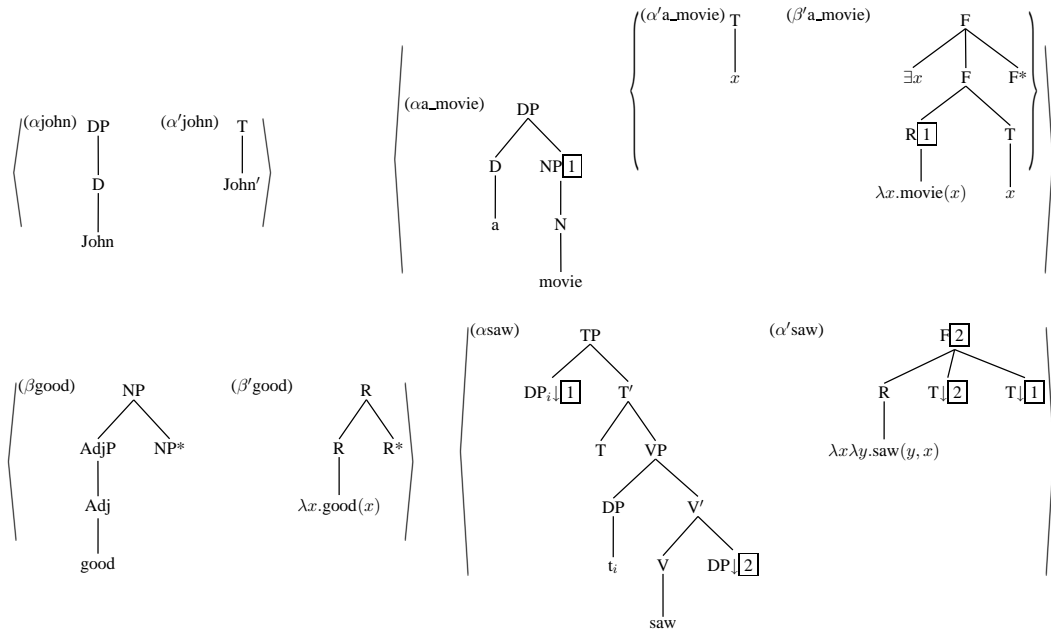 (α′a_movie) T (β′a_movie) F
x ∃x F F*
(αjohn) DP (α′john) T (αa_movie) DP R 1 T
D John′ D NP 1 λx.movie(x) x
John a N
movie
(αsaw) TP (α′saw) F 2
(βgood) NP (β′good) R DPᵢ↓ 1 T′ R T↓ 2 T↓ 1
AdjP NP* R R* T VP λxλy.saw(y, x)
Adj λx.good(x) DP V′
good tᵢ V DP↓ 2
saw